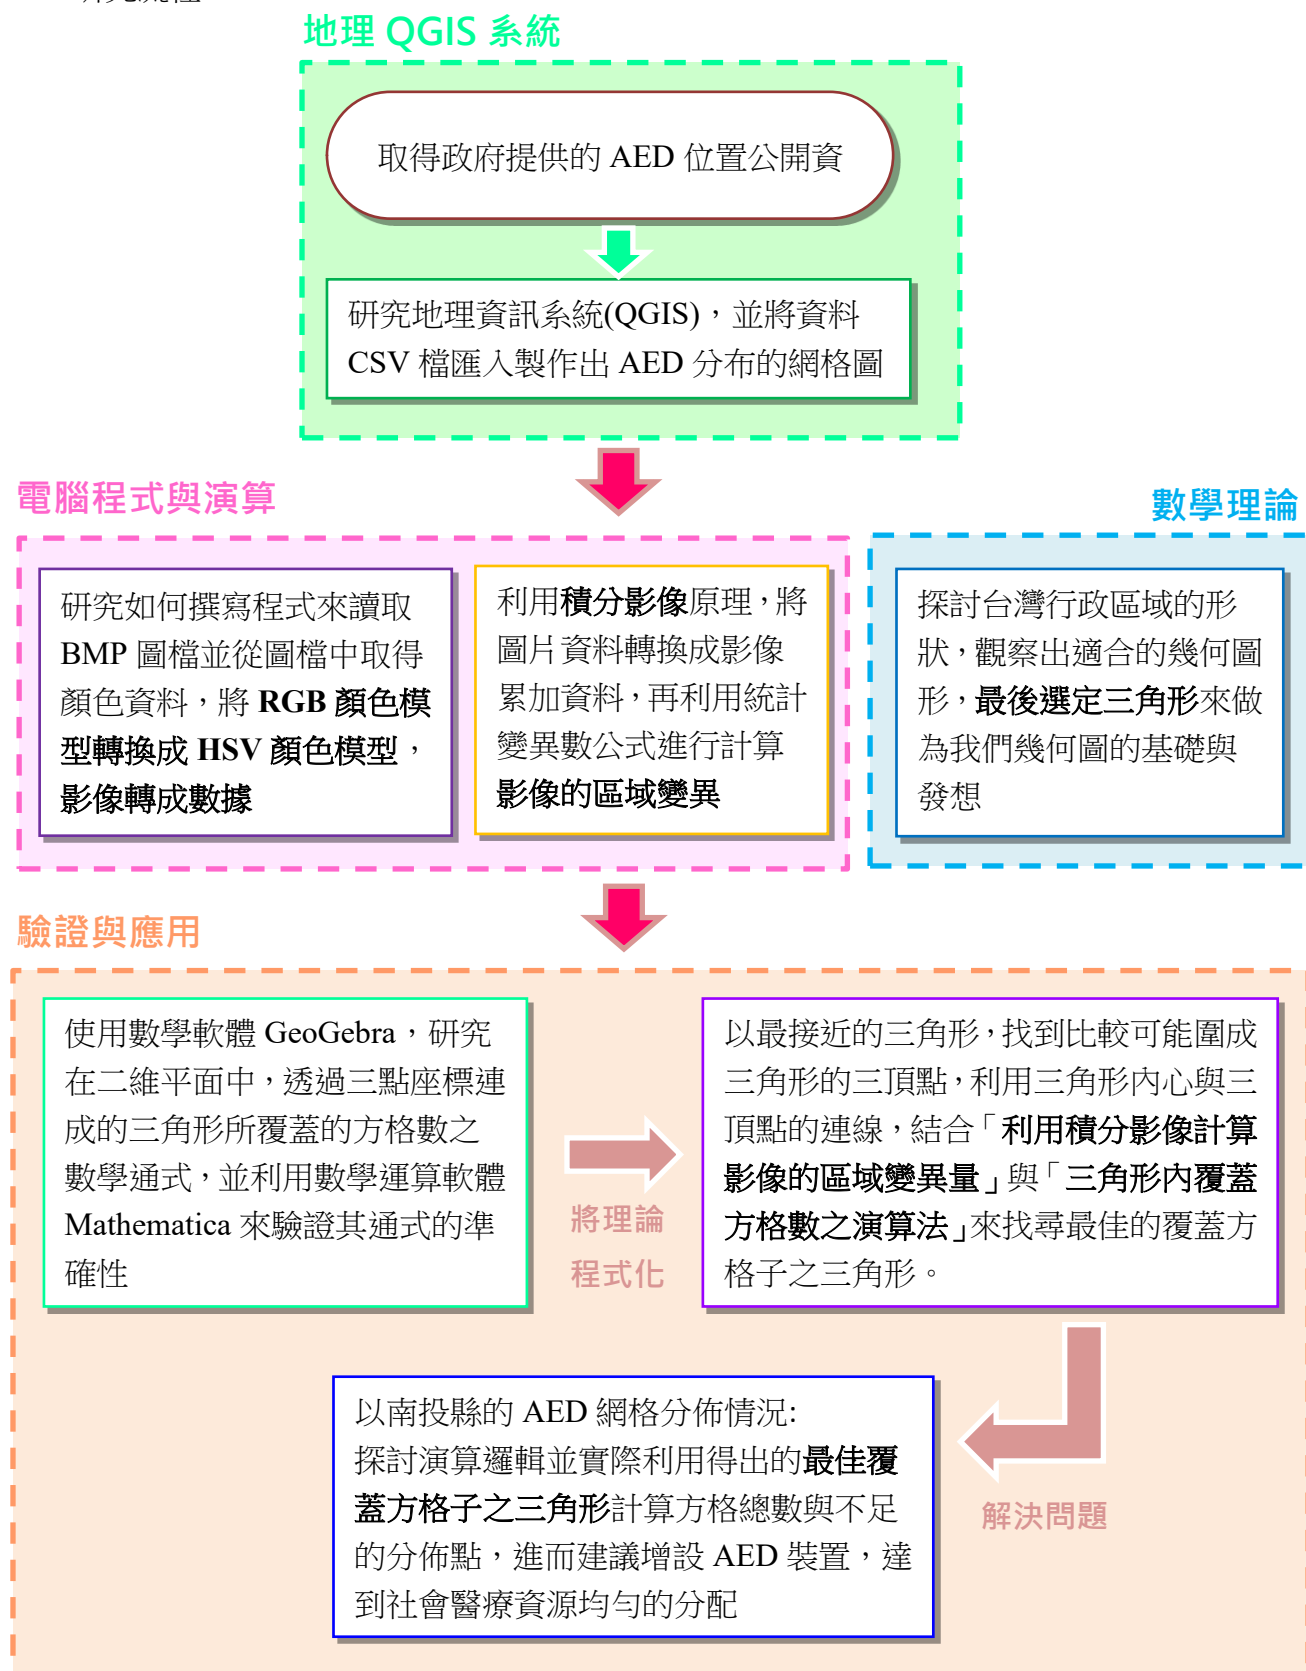 地理 QGIS 系統
取得政府提供的 AED 位置公開資
研究地理資訊系統(QGIS)，並將資料
CSV 檔匯入製作出 AED 分布的網格圖
電腦程式與演算
研究如何撰寫程式來讀取
BMP 圖檔並從圖檔中取得
顏色資料，將 RGB 顏色模
型轉換成 HSV 顏色模型，
影像轉成數據
利用積分影像原理，將
圖片資料轉換成影像
累加資料，再利用統計
變異數公式進行計算
影像的區域變異
數學理論
探討台灣行政區域的形
狀，觀察出適合的幾何圖
形，最後選定三角形來做
為我們幾何圖的基礎與
發想
驗證與應用
使用數學軟體 GeoGebra，研究
在二維平面中，透過三點座標連
成的三角形所覆蓋的方格數之
數學通式，並利用數學運算軟體
Mathematica 來驗證其通式的準
確性
將理論
程式化
以最接近的三角形，找到比較可能圍成
三角形的三頂點，利用三角形內心與三
頂點的連線，結合「利用積分影像計算
影像的區域變異量」與「三角形內覆蓋
方格數之演算法」來找尋最佳的覆蓋方
格子之三角形。
解決問題
以南投縣的 AED 網格分佈情況:
探討演算邏輯並實際利用得出的最佳覆
蓋方格子之三角形計算方格總數與不足
的分佈點，進而建議增設 AED 裝置，達
到社會醫療資源均勻的分配